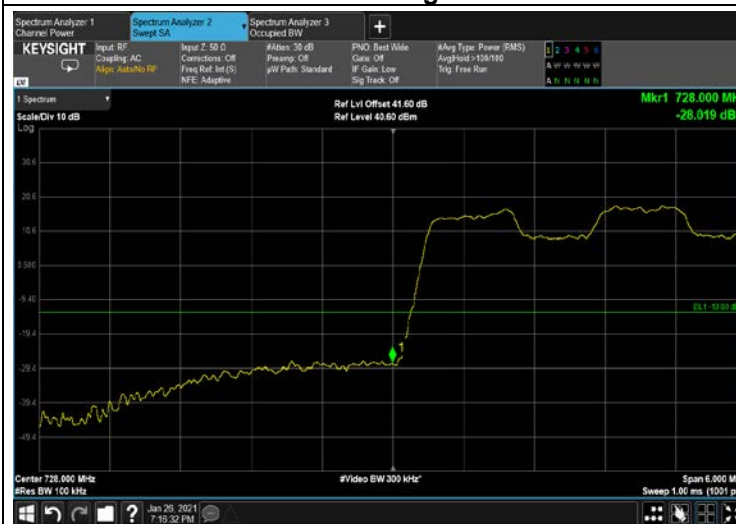 Spectrum Analyzer 1
Channel Power
Spectrum Analyzer 2
Swept SA
Spectrum Analyzer 3
Occupied BW
+
KEYSIGHT
Input: RF
Coupling: AC
Align: Auto/No RF
Input Z: 50 Ω
Corrections: Off
Freq Ref: Int (S)
NFE: Adaptive
#Atten: 30 dB
Preamp: Off
µW Path: Standard
PNO: Best Wide
Gate: Off
IF Gain: Low
Sig Track: Off
#Avg Type: Power (RMS)
Avg|Hold:>100/100
Trig: Free Run
1 2 3 4 5 6
A W W W W W
A N N N N N
LXI
1 Spectrum
Scale/Div 10 dB
Log
Ref Lvl Offset 41.60 dB
Ref Level 40.60 dBm
Mkr1 728.000 MH
-28.019 dB
30.6
20.6
0.600
-9.40
DL1 -13.00 d
-19.4
-29.4
1
-39.4
-49.4
Center 728.000 MHz
#Res BW 100 kHz
#Video BW 300 kHz*
Span 6.000 M
Sweep 1.00 ms (1001 p
?
Jan 26, 2021
7:16:32 PM